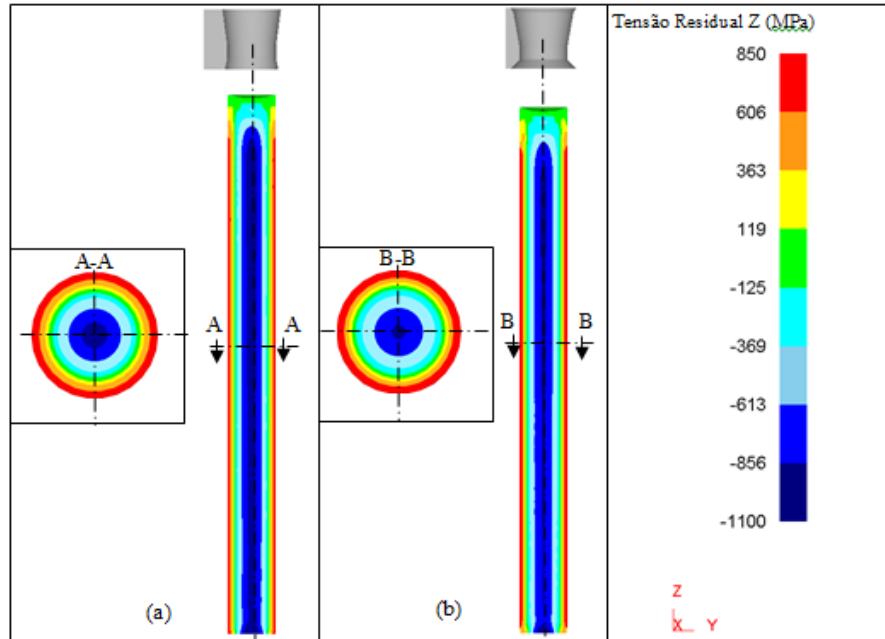 Tensão Residual Z (MPa)
850
606
363
119
-125
-369
-613
-856
-1100
A-A
A A
(a)
B-B
B B
(b)
Z
X Y